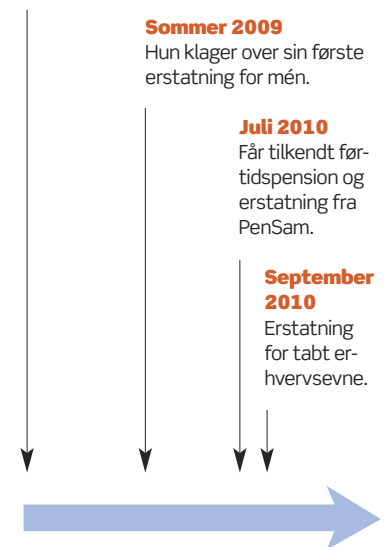 Sommer 2009
Hun klager over sin første
erstatning for mén.
Juli 2010
Får tilkendt før-
tidspension og
erstatning fra
PenSam.
September
2010
Erstatning
for tabt er-
hvervsevne.